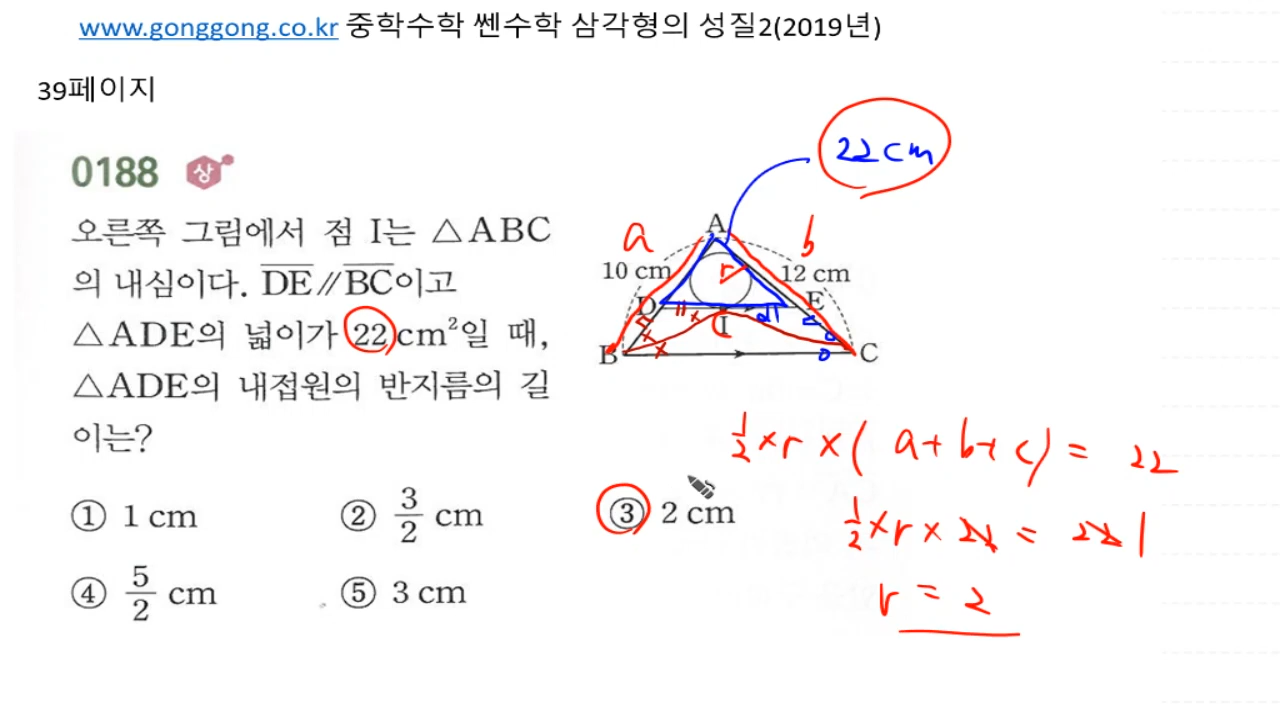 www.gonggong.co.kr 중학수학 쎈수학 삼각형의 성질2(2019년)
39페이지
0188 상
오른쪽 그림에서 점 I는 △ABC
의 내심이다. DE∥BC이고
△ADE의 넓이가 22 cm²일 때,
△ADE의 내접원의 반지름의 길
이는?
① 1 cm ② 3/2 cm ③ 2 cm
④ 5/2 cm ⑤ 3 cm
22 cm
a A b
10 cm r 12 cm
D E
I
B C
1/2 × r × ( a + b + c ) = 22
1/2 × r × 22 = 22 1
r = 2